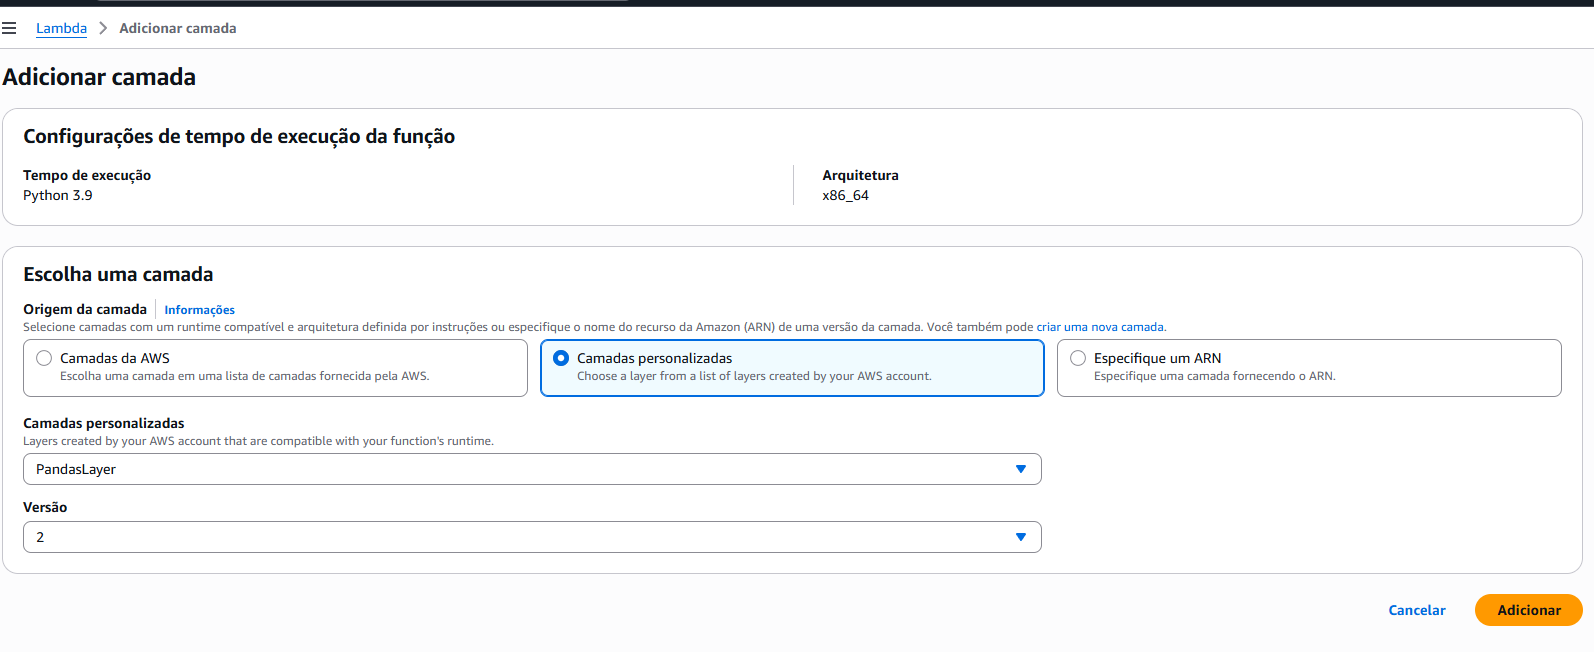 Lambda > Adicionar camada
Adicionar camada
Configurações de tempo de execução da função
Tempo de execução
Python 3.9
Arquitetura
x86_64
Escolha uma camada
Origem da camada | Informações
Selecione camadas com um runtime compatível e arquitetura definida por instruções ou especifique o nome do recurso da Amazon (ARN) de uma versão da camada. Você também pode criar uma nova camada.
Camadas da AWS
Escolha uma camada em uma lista de camadas fornecida pela AWS.
Camadas personalizadas
Choose a layer from a list of layers created by your AWS account.
Especifique um ARN
Especifique uma camada fornecendo o ARN.
Camadas personalizadas
Layers created by your AWS account that are compatible with your function's runtime.
PandasLayer
Versão
2
Cancelar
Adicionar